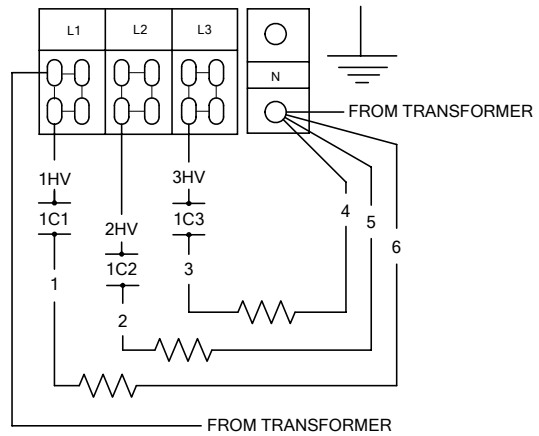 L1 L2 L3
N
FROM TRANSFORMER
1HV 3HV
1C1 2HV 1C3
1C2
4 5 6
1 2 3
FROM TRANSFORMER